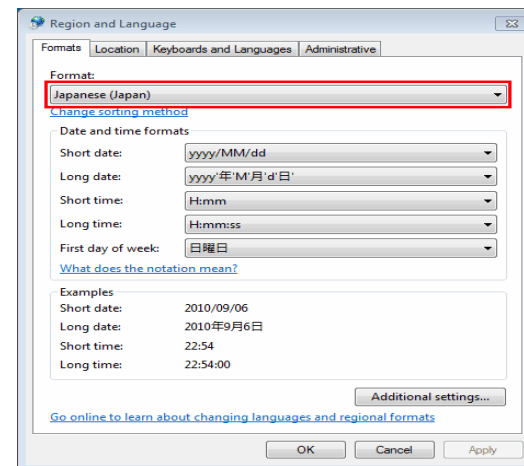 Region and Language
Formats Location Keyboards and Languages Administrative
Format:
Japanese (Japan)
Change sorting method
Date and time formats
Short date: yyyy/MM/dd
Long date: yyyy'年'M'月'd'日'
Short time: H:mm
Long time: H:mm:ss
First day of week: 日曜日
What does the notation mean?
Examples
Short date: 2010/09/06
Long date: 2010年9月6日
Short time: 22:54
Long time: 22:54:00
Additional settings...
Go online to learn about changing languages and regional formats
OK Cancel Apply